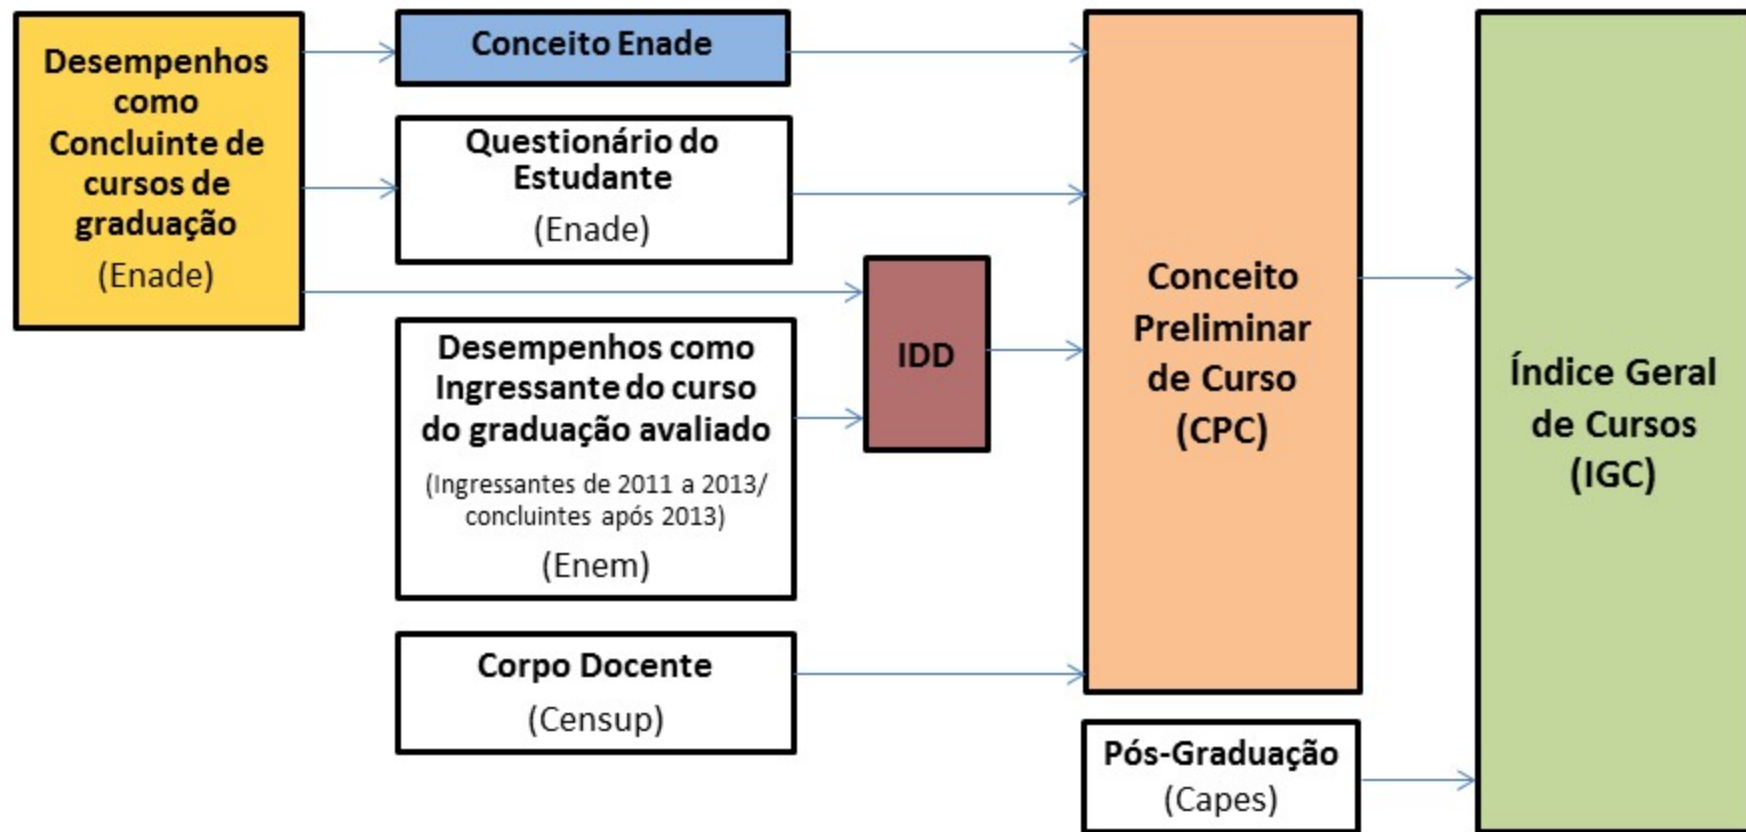 Desempenhos
como
Concluinte de
cursos de
graduação
(Enade)
Conceito Enade
Questionário do
Estudante
(Enade)
Desempenhos como
Ingressante do curso
do graduação avaliado
(Ingressantes de 2011 a 2013/
concluintes após 2013)
(Enem)
Corpo Docente
(Censup)
IDD
Conceito
Preliminar
de Curso
(CPC)
Pós-Graduação
(Capes)
Índice Geral
de Cursos
(IGC)